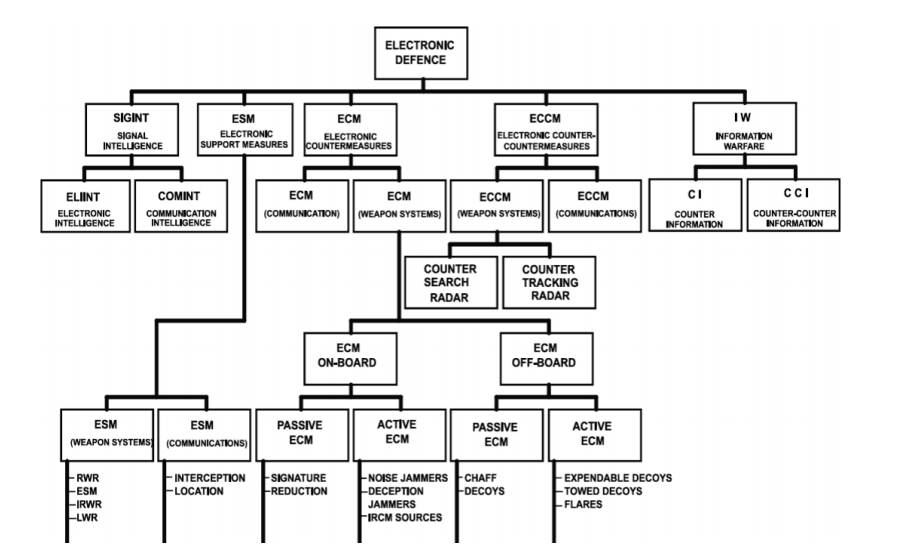 ELECTRONIC
DEFENCE
SIGINT
SIGNAL
INTELLIGENCE
ESM
ELECTRONIC
SUPPORT MEASURES
ECM
ELECTRONIC
COUNTERMEASURES
ECCM
ELECTRONIC COUNTER-
COUNTERMEASURES
I W
INFORMATION
WARFARE
ELIINT
ELECTRONIC
INTELLIGENCE
COMINT
COMMUNICATION
INTELLIGENCE
ECM
(COMMUNICATION)
ECM
(WEAPON SYSTEMS)
ECCM
(WEAPON SYSTEMS)
ECCM
(COMMUNICATIONS)
C I
COUNTER
INFORMATION
C C I
COUNTER-COUNTER
INFORMATION
COUNTER
SEARCH
RADAR
COUNTER
TRACKING
RADAR
ECM
ON-BOARD
ECM
OFF-BOARD
ESM
(WEAPON SYSTEMS)
ESM
(COMMUNICATIONS)
PASSIVE
ECM
ACTIVE
ECM
PASSIVE
ECM
ACTIVE
ECM
RWR
ESM
IRWR
LWR
INTERCEPTION
LOCATION
SIGNATURE
REDUCTION
NOISE JAMMERS
DECEPTION
JAMMERS
IRCM SOURCES
CHAFF
DECOYS
EXPENDABLE DECOYS
TOWED DECOYS
FLARES